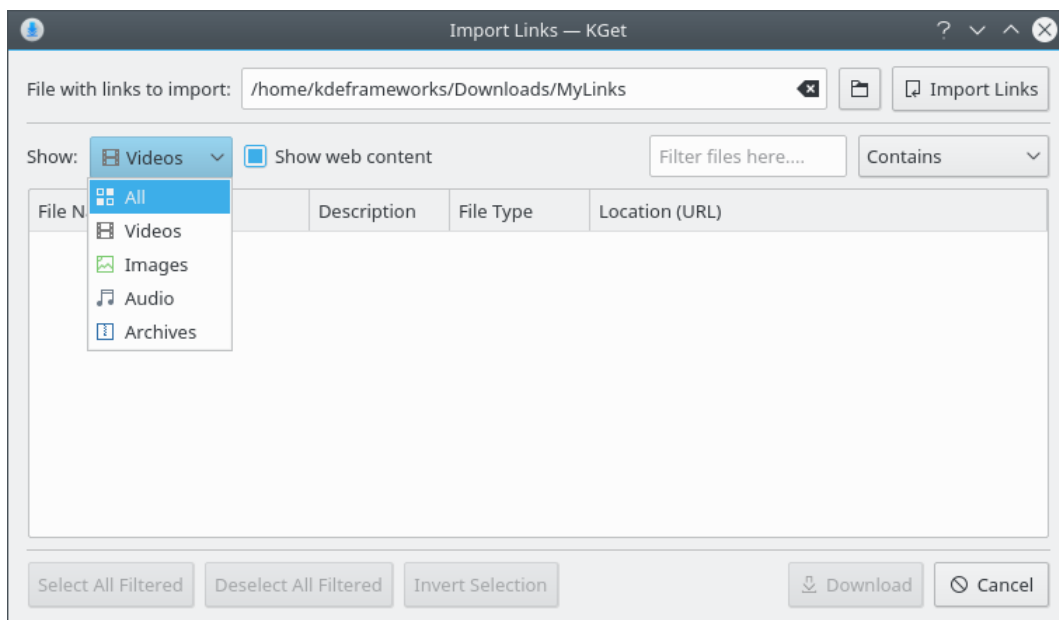 Import Links — KGet
File with links to import: /home/kdeframeworks/Downloads/MyLinks Import Links
Show: Videos Show web content Filter files here.... Contains
File N Description File Type Location (URL)
All
Videos
Images
Audio
Archives
Select All Filtered Deselect All Filtered Invert Selection Download Cancel